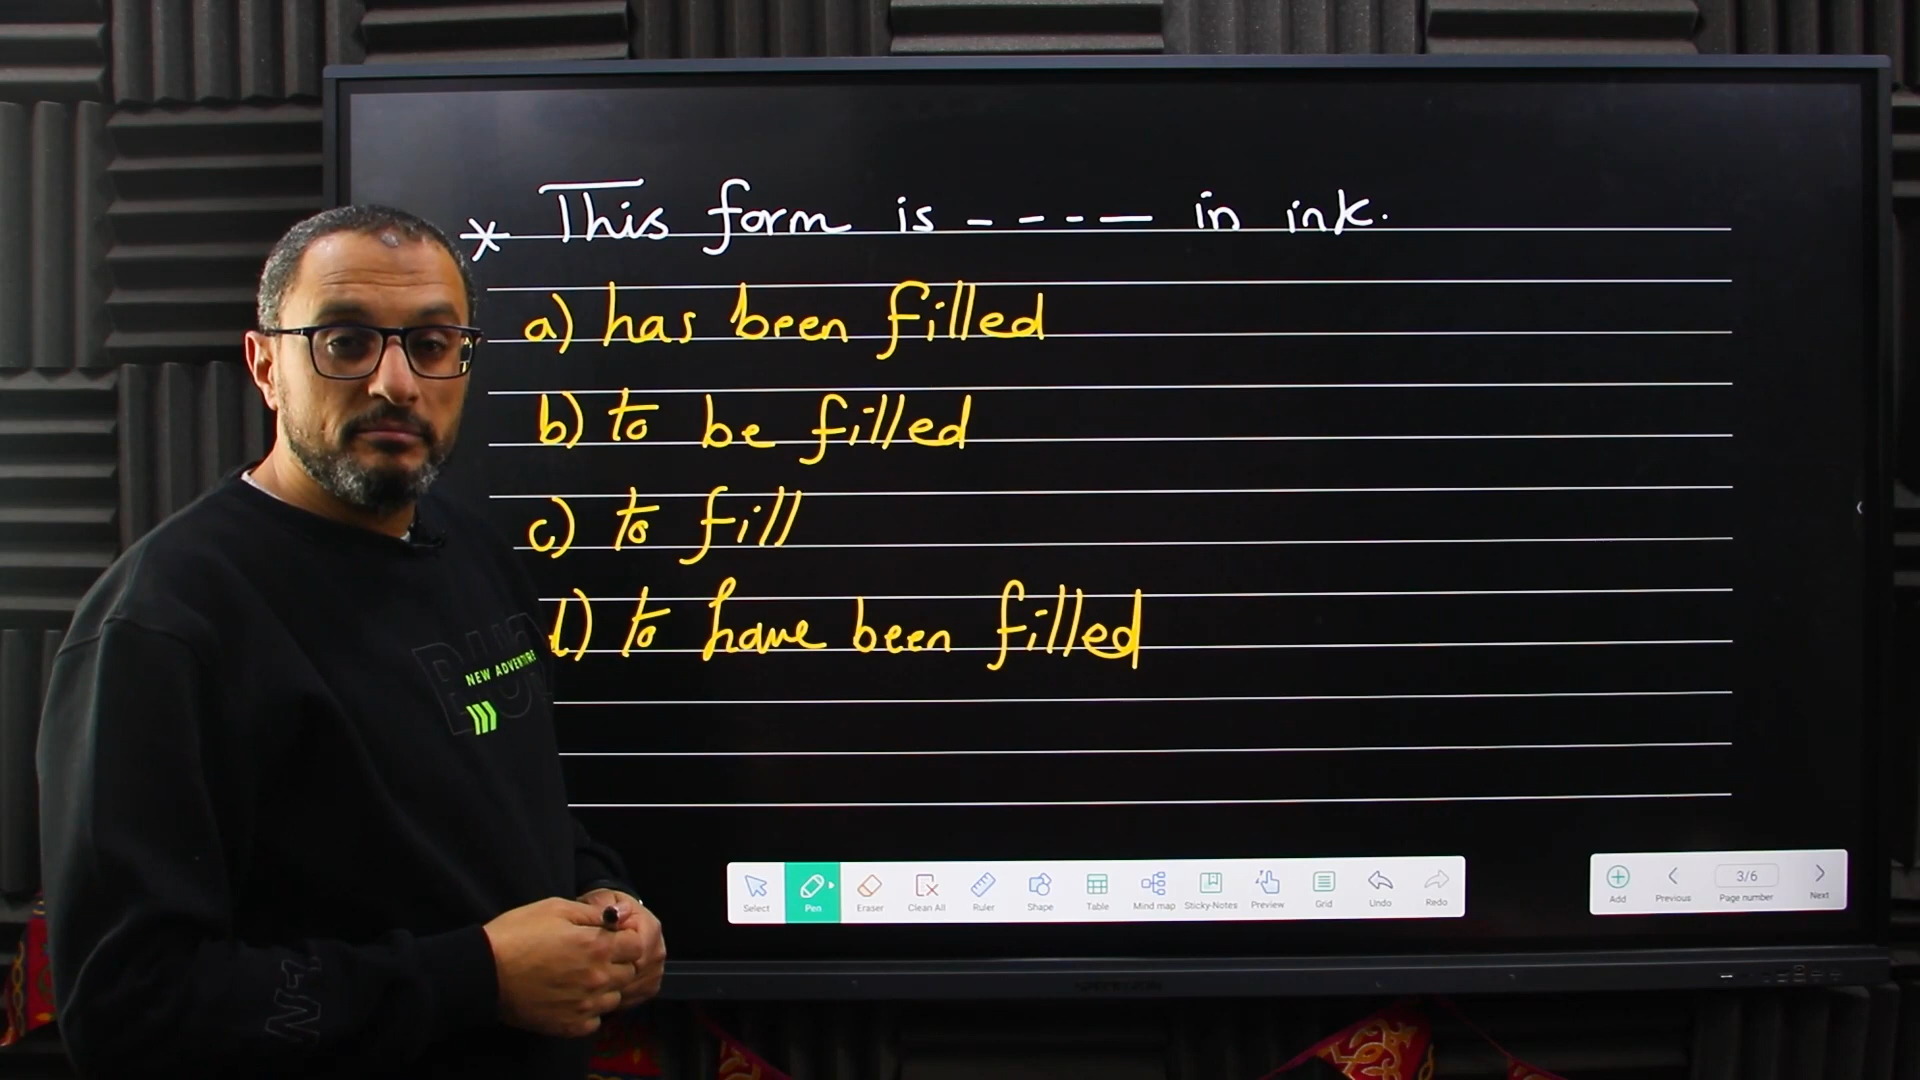 * This form is ----- in ink.
a) has been filled
b) to be filled
c) to fill
d) to have been filled
NEW ADVENTURE
Select Pen Eraser Clean All Ruler Shape Table Mind map Sticky-Notes Preview Grid Undo Redo
Add Previous 3/6 Page number Next